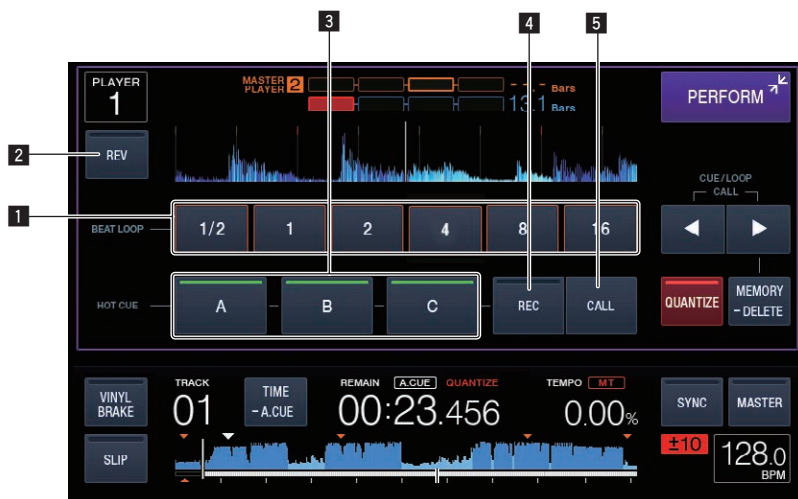 3 4 5
PLAYER
1
MASTER
PLAYER 2
--.- Bars
13.1 Bars
PERFORM
2
REV
CUE/LOOP
CALL
1
BEAT LOOP
1/2 1 2 4 8 16
HOT CUE
A B C
REC
CALL
QUANTIZE
MEMORY
-DELETE
VINYL
BRAKE
TRACK
01
TIME
-A.CUE
REMAIN A.CUE QUANTIZE
00:23.456
TEMPO MT
0.00%
SYNC
MASTER
SLIP
±10
128.0
BPM